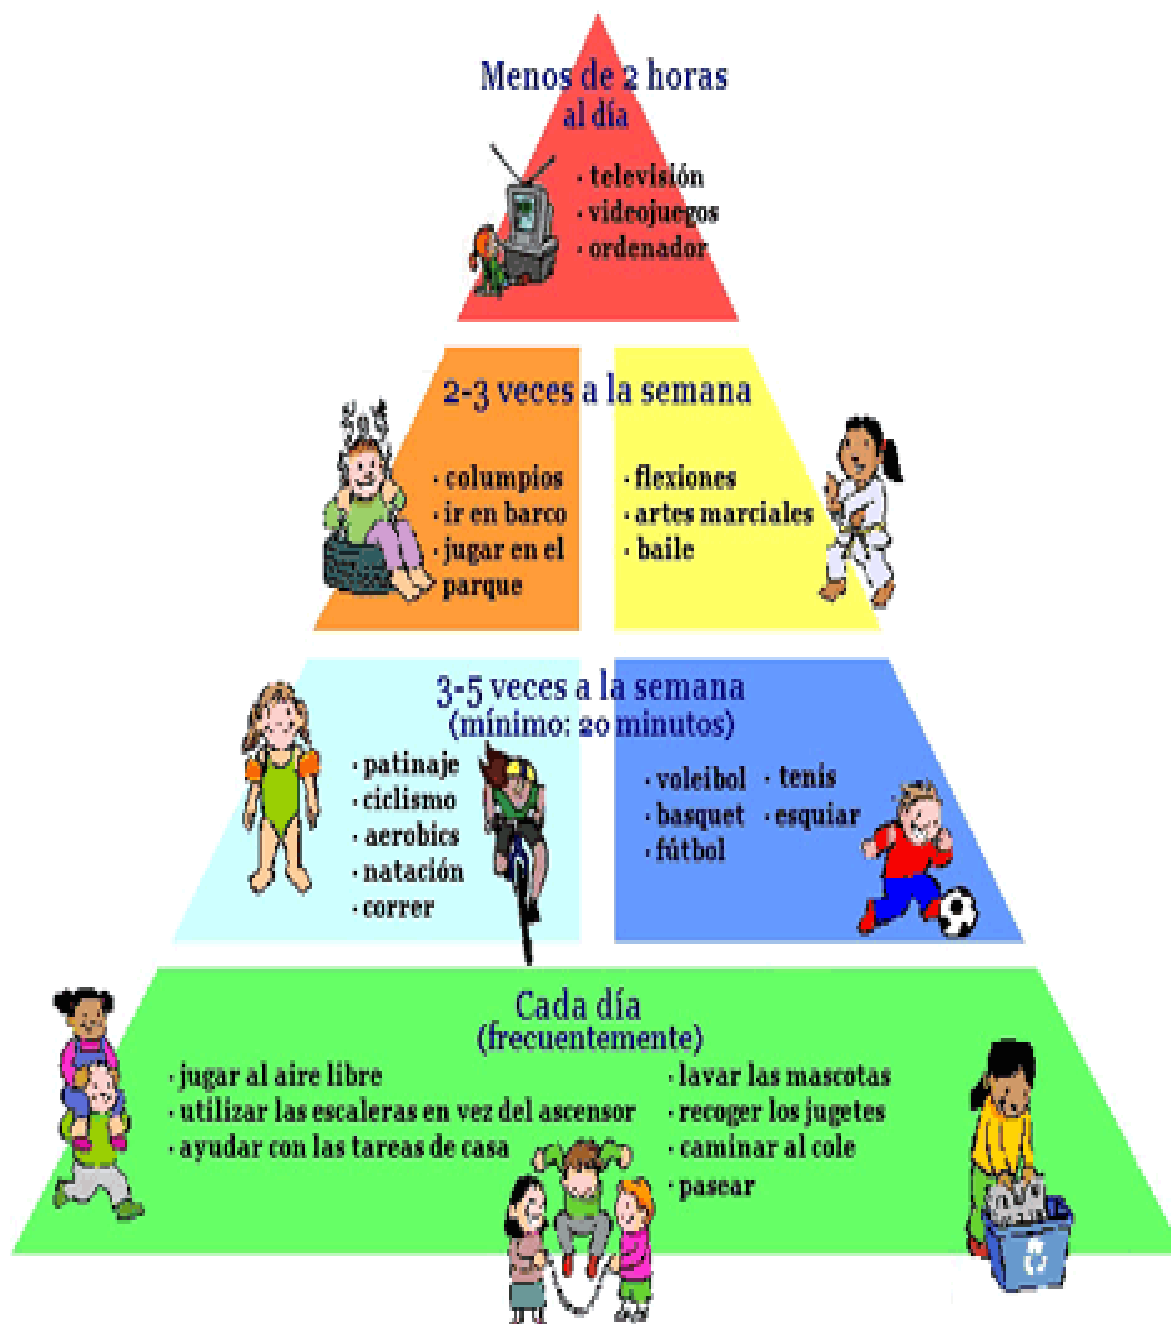 Menos de 2 horas
al día
· televisión
· videojuegos
· ordenador
2-3 veces a la semana
· columpios
· ir en barco
· jugar en el
parque
· flexiones
· artes marciales
· baile
3-5 veces a la semana
(mínimo: 20 minutos)
· patinaje
· ciclismo
· aerobics
· natación
· correr
· voleibol
· basquet
· fútbol
· tenis
· esquiar
Cada día
(frecuentemente)
· jugar al aire libre
· utilizar las escaleras en vez del ascensor
· ayudar con las tareas de casa
· lavar las mascotas
· recoger los jugetes
· caminar al cole
· pasear